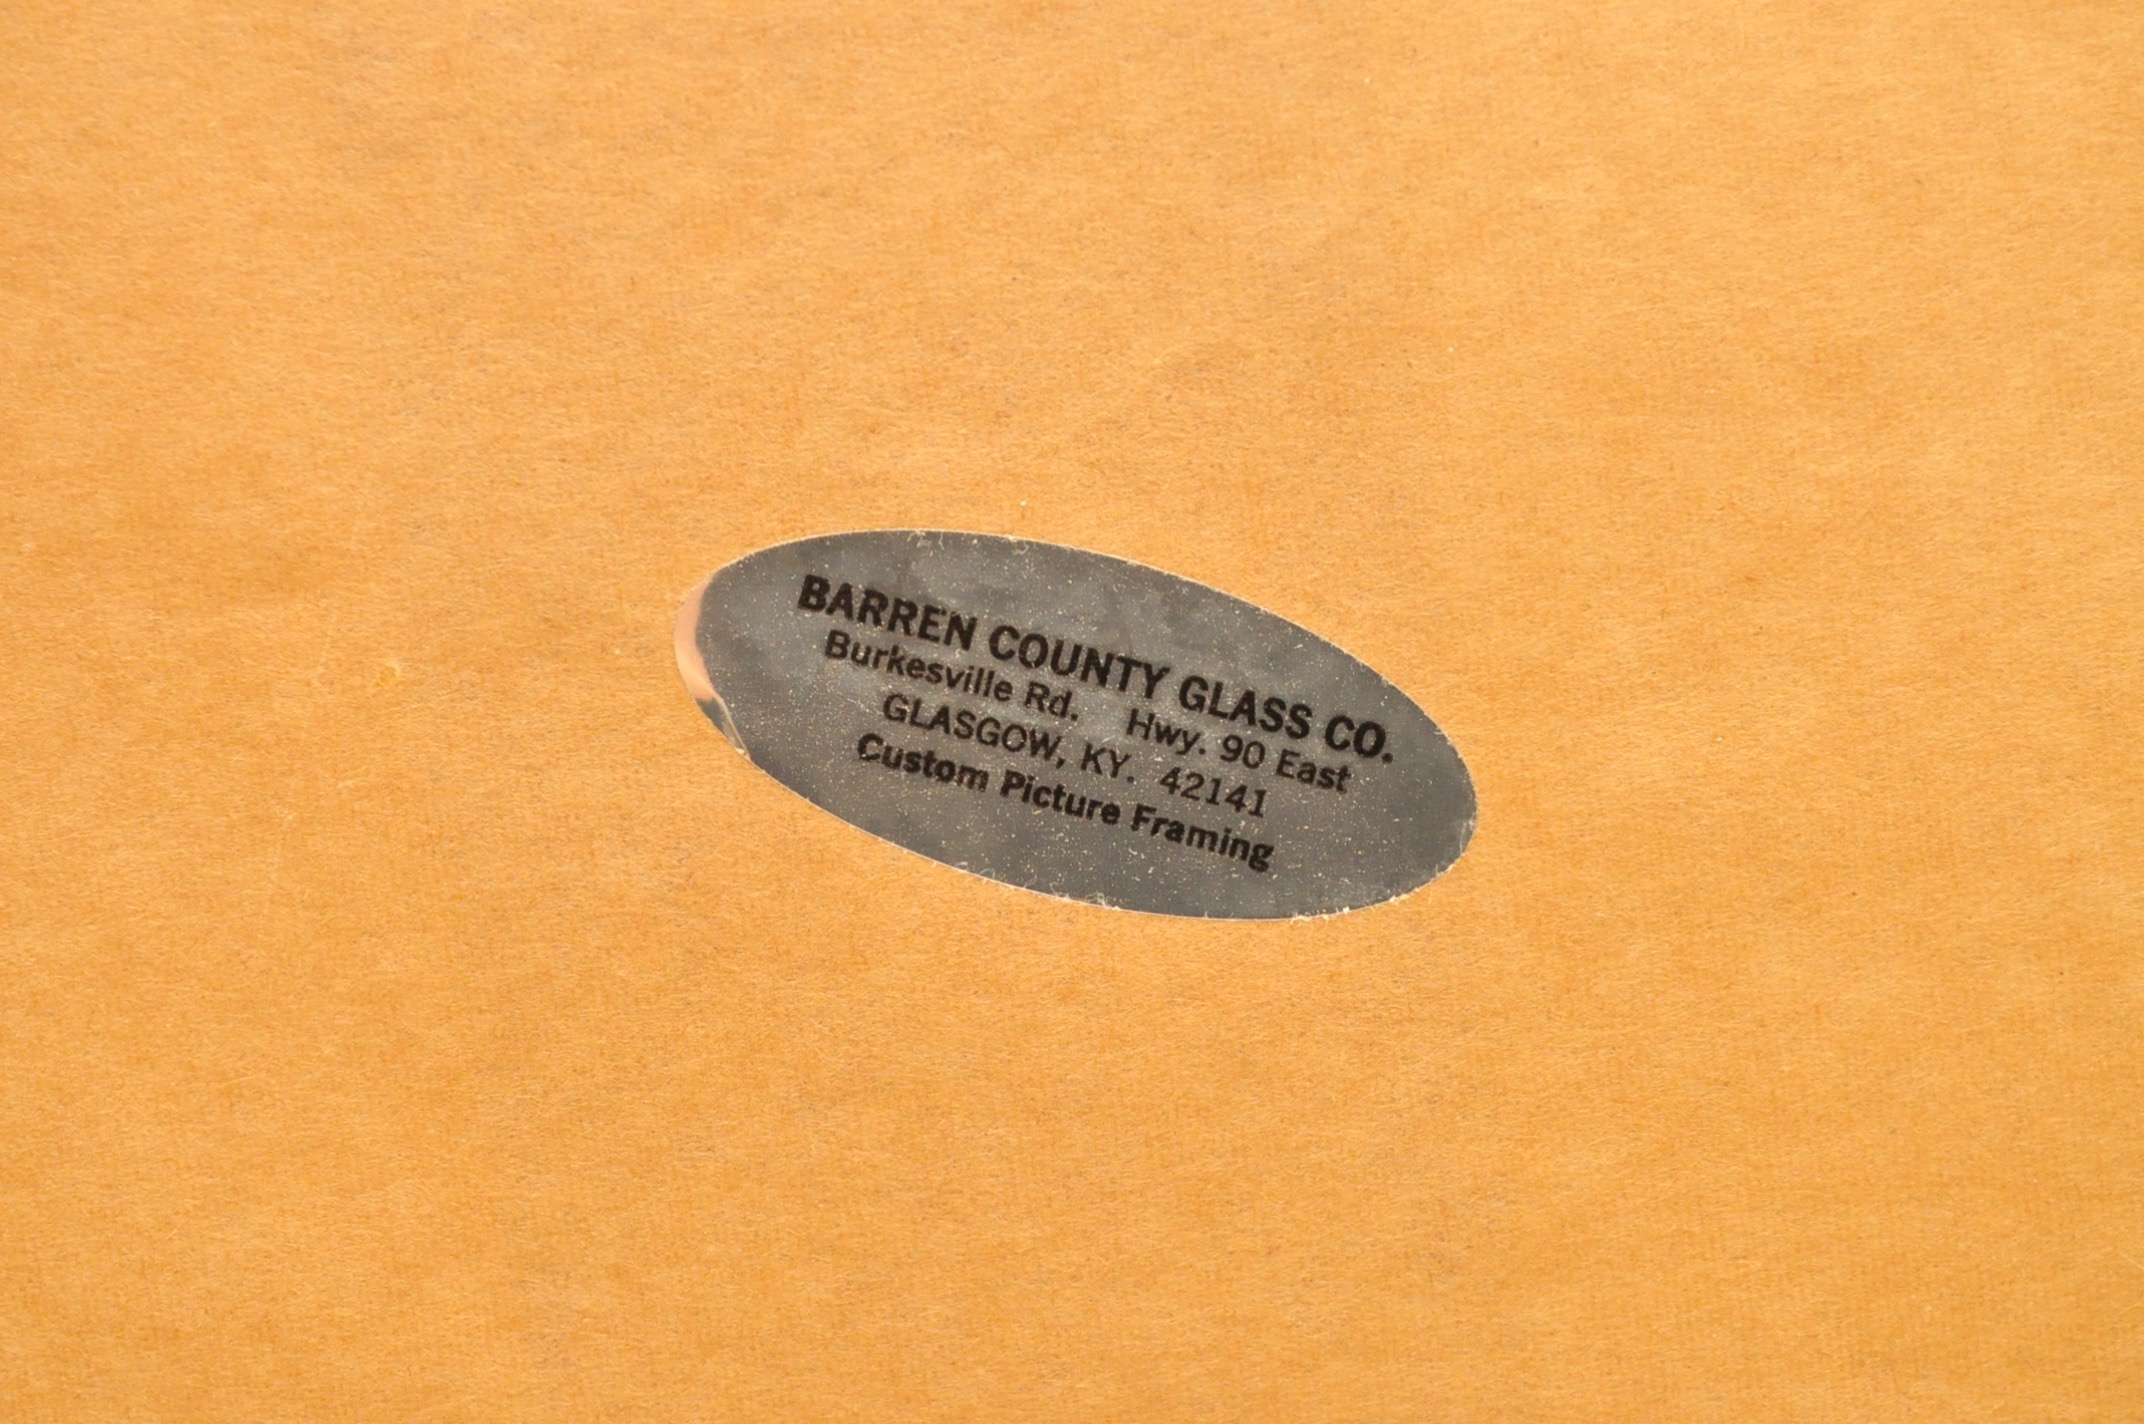 BARREN COUNTY GLASS CO.
Burkesville Rd. Hwy. 90 East
GLASGOW, KY. 42141
Custom Picture Framing